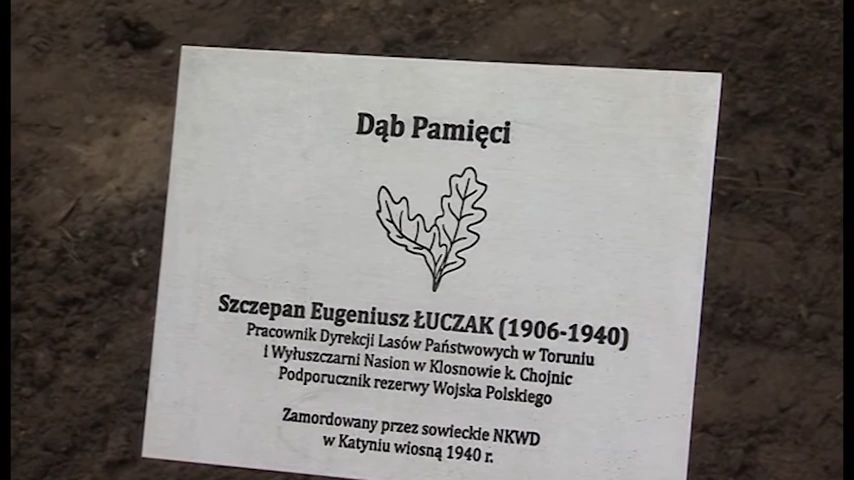 Dąb Pamięci
Szczepan Eugeniusz ŁUCZAK (1906-1940)
Pracownik Dyrekcji Lasów Państwowych w Toruniu
i Wyłuszczarni Nasion w Klosnowie k. Chojnic
Podporucznik rezerwy Wojska Polskiego
Zamordowany przez sowieckie NKWD
w Katyniu wiosną 1940 r.